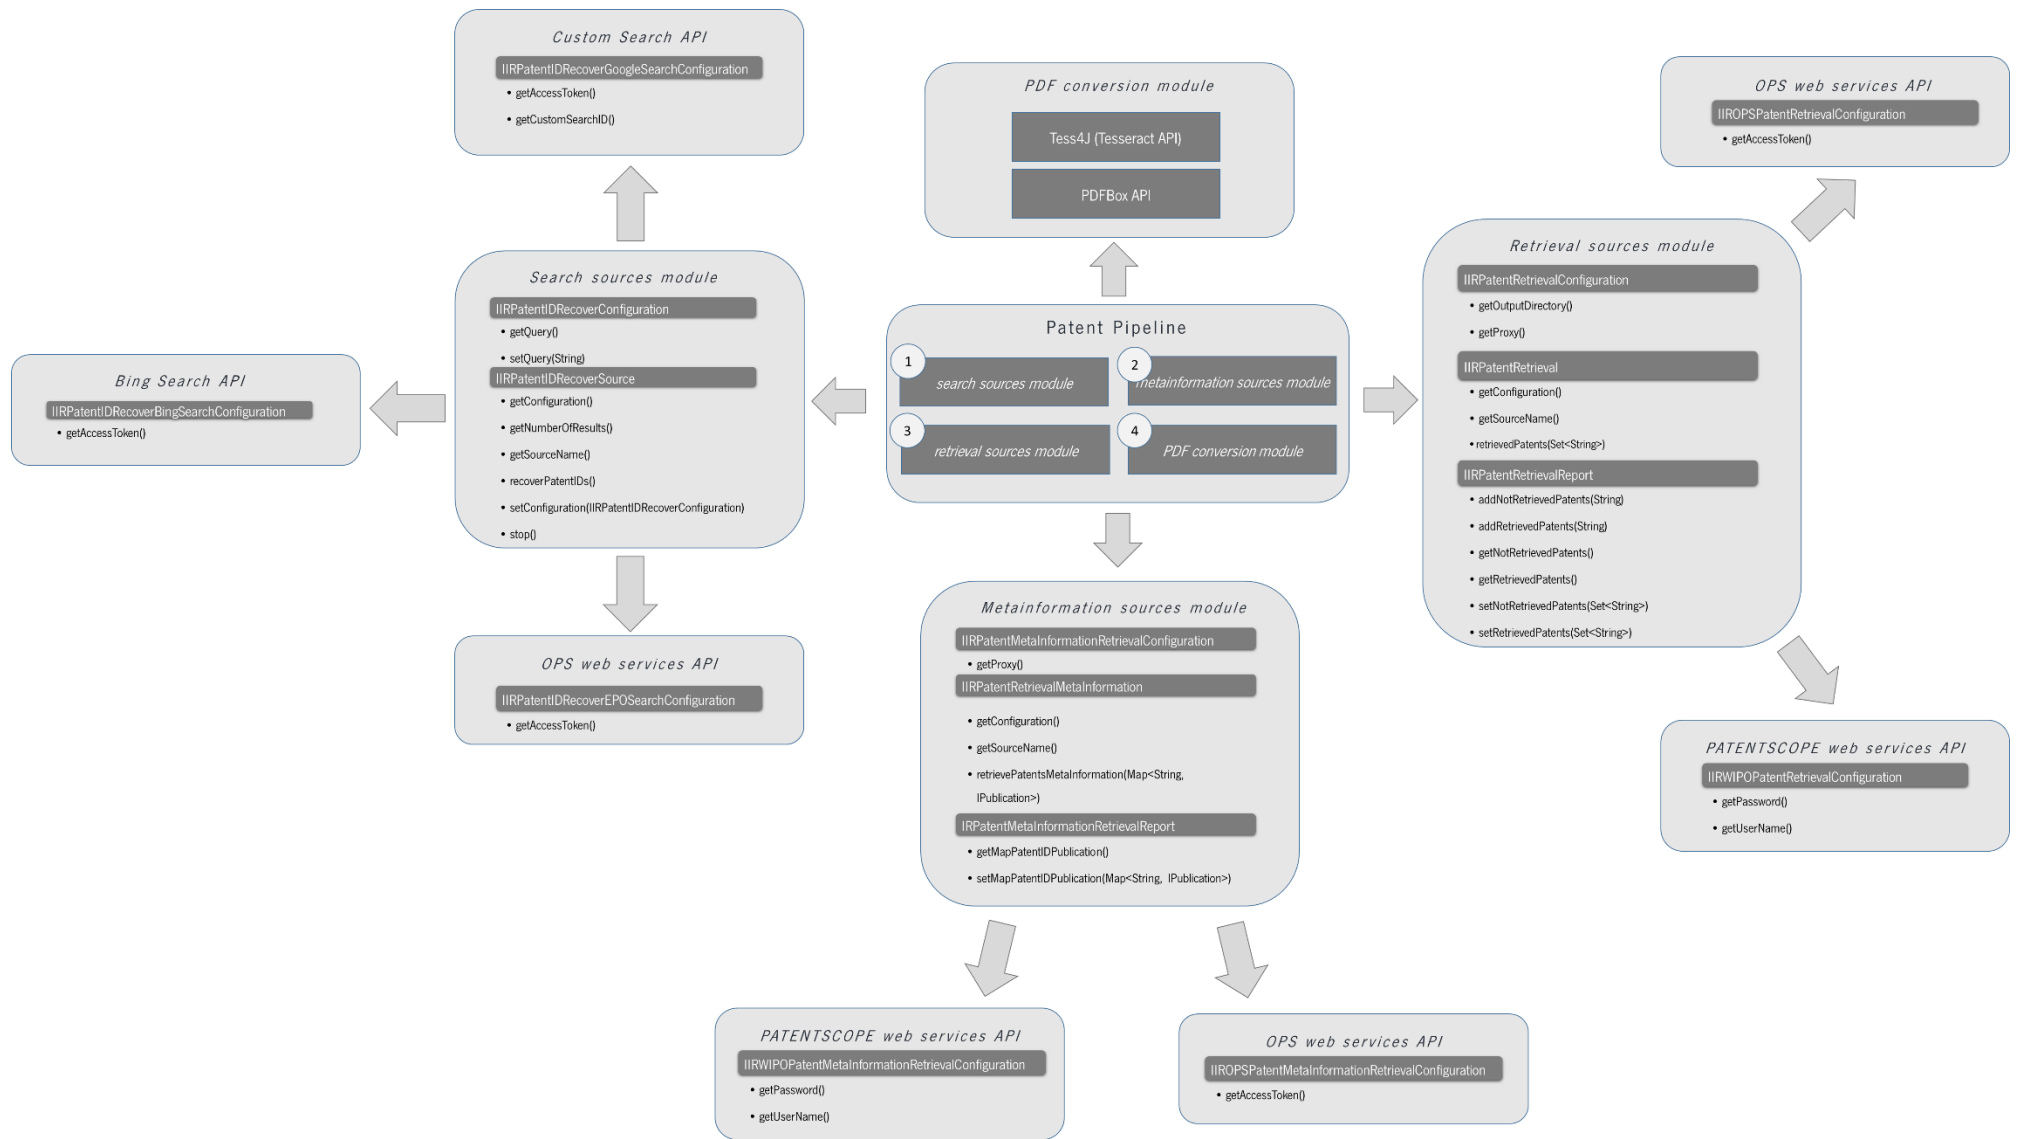 Custom Search API
IIRPatentIDRecoverGoogleSearchConfiguration
• getAccessToken()
• getCustomSearchID()
PDF conversion module
Tess4J (Tesseract API)
PDFBox API
OPS web services API
IIROPSPatentRetrievalConfiguration
• getAccessToken()
Search sources module
IIRPatentIDRecoverConfiguration
• getQuery()
• setQuery(String)
IIRPatentIDRecoverSource
• getConfiguration()
• getNumberOfResults()
• getSourceName()
• recoverPatentIDs()
• setConfiguration(IIRPatentIDRecoverConfiguration)
• stop()
Bing Search API
IIRPatentIDRecoverBingSearchConfiguration
• getAccessToken()
Patent Pipeline
1
search sources module
2
metainformation sources module
3
retrieval sources module
4
PDF conversion module
Retrieval sources module
IIRPatentRetrievalConfiguration
• getOutputDirectory()
• getProxy()
IIRPatentRetrieval
• getConfiguration()
• getSourceName()
• retrievedPatents(Set<String>)
IIRPatentRetrievalReport
• addNotRetrievedPatents(String)
• addRetrievedPatents(String)
• getNotRetrievedPatents()
• getRetrievedPatents()
• setNotRetrievedPatents(Set<String>)
• setRetrievedPatents(Set<String>)
OPS web services API
IIRPatentIDRecoverEPOSearchConfiguration
• getAccessToken()
Metainformation sources module
IIRPatentMetaInformationRetrievalConfiguration
• getProxy()
IIRPatentRetrievalMetaInformation
• getConfiguration()
• getSourceName()
• retrievePatentsMetaInformation(Map<String,
IPublication>)
IRPatentMetaInformationRetrievalReport
• getMapPatentIDPublication()
• setMapPatentIDPublication(Map<String, IPublication>)
PATENTSCOPE web services API
IIRWIPOPatentRetrievalConfiguration
• getPassword()
• getUserName()
PATENTSCOPE web services API
IIRWIPOPatentMetaInformationRetrievalConfiguration
• getPassword()
• getUserName()
OPS web services API
IIROPSPatentMetaInformationRetrievalConfiguration
• getAccessToken()